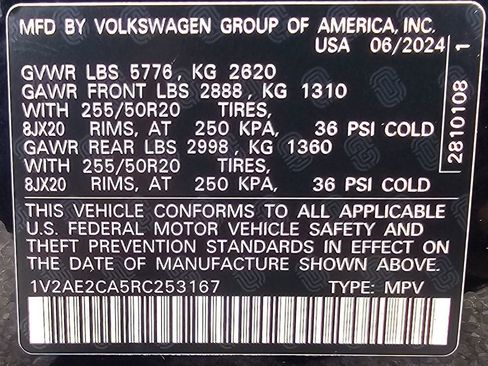 MFD BY VOLKSWAGEN GROUP OF AMERICA, INC.
USA 06/2024
GVWR LBS 5776, KG 2620
GAWR FRONT LBS 2888, KG 1310
WITH 255/50R20 TIRES,
8JX20 RIMS, AT 250 KPA, 36 PSI COLD
GAWR REAR LBS 2998, KG 1360
WITH 255/50R20 TIRES,
8JX20 RIMS, AT 250 KPA, 36 PSI COLD
THIS VEHICLE CONFORMS TO ALL APPLICABLE
U.S. FEDERAL MOTOR VEHICLE SAFETY AND
THEFT PREVENTION STANDARDS IN EFFECT ON
THE DATE OF MANUFACTURE SHOWN ABOVE.
1V2AE2CA5RC253167 TYPE: MPV
2810108 1